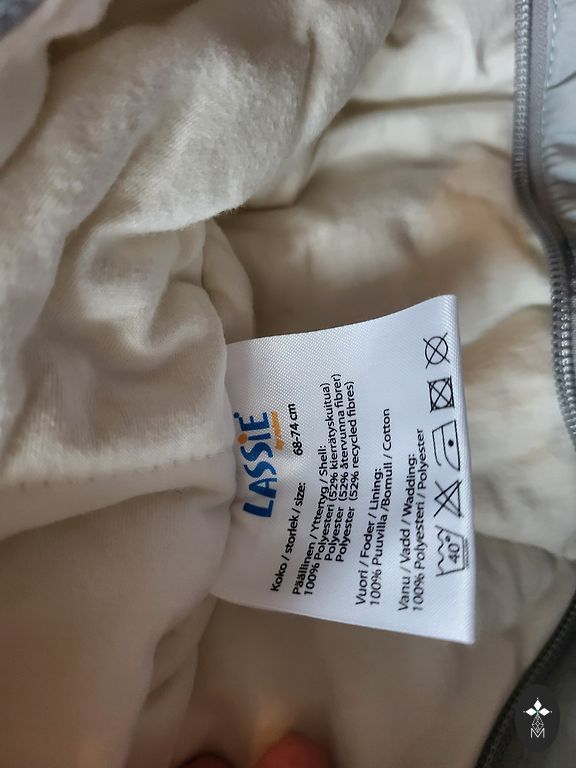 LASSIE
Koko / storlek / size: 68-74 cm
Päällinen / Yttertyg / Shell:
100% Polyesteri (52% kierrätyskuitua)
Polyester (52% återvunna fibrer)
Polyester (52% recycled fibres)
Vuori / Foder / Lining:
100% Puuvilla /Bomull / Cotton
Vanu / Vadd / Wadding:
100% Polyesteri / Polyester
40°
M